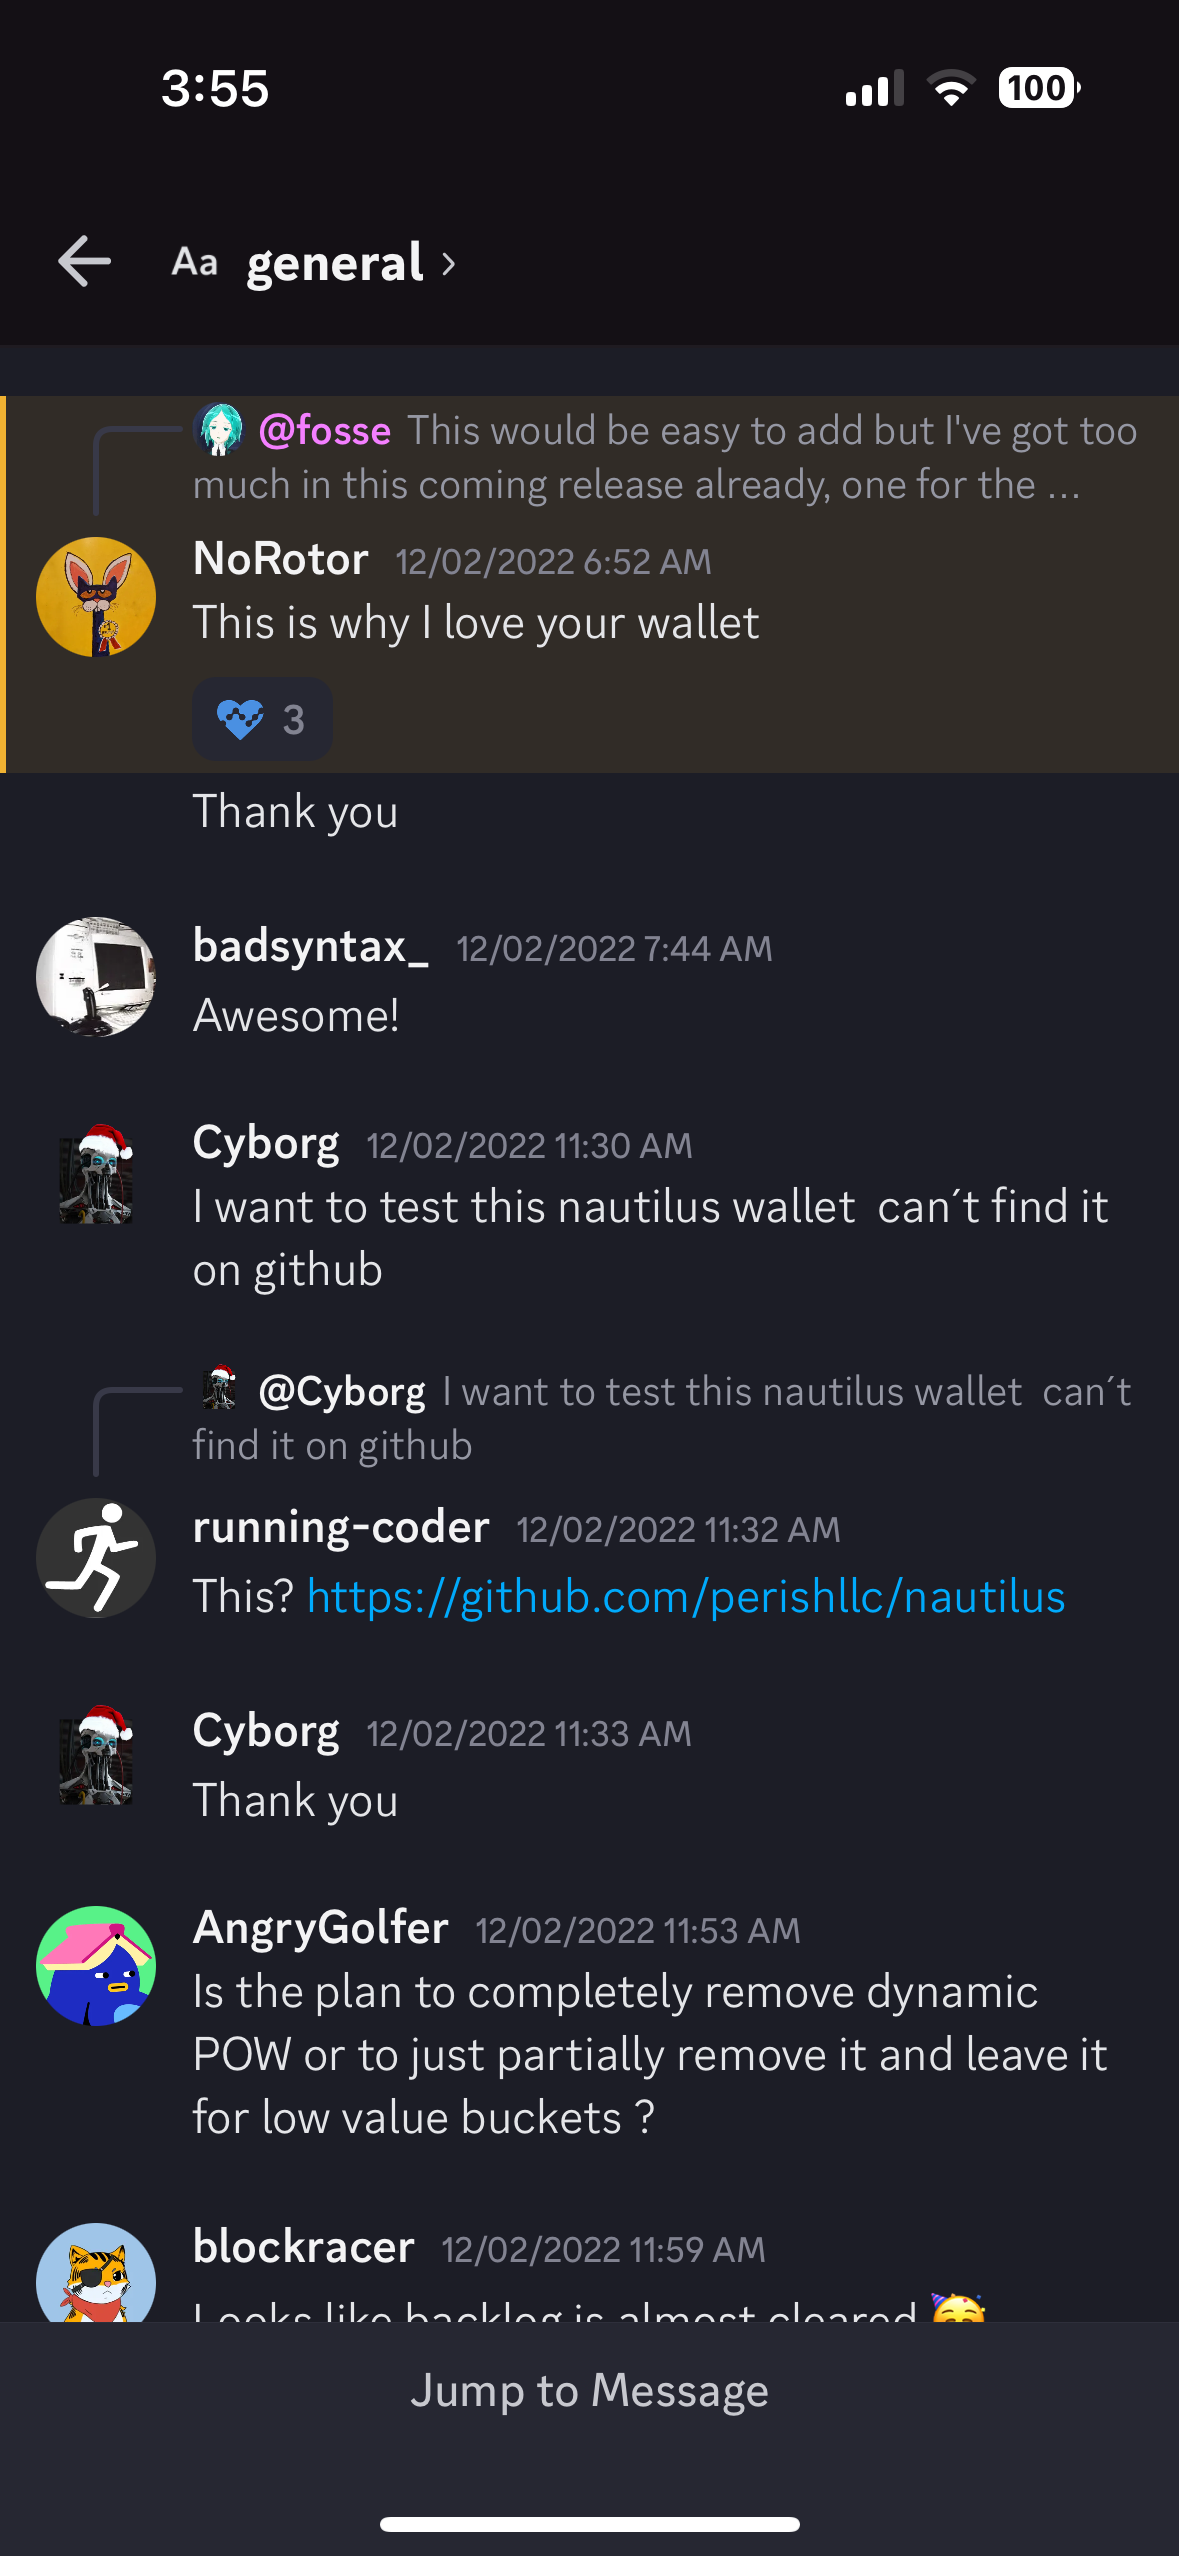 3:55
100
Aa general ›
@fosse This would be easy to add but I've got too
much in this coming release already, one for the ...
NoRotor 12/02/2022 6:52 AM
This is why I love your wallet
3
Thank you
badsyntax_ 12/02/2022 7:44 AM
Awesome!
Cyborg 12/02/2022 11:30 AM
I want to test this nautilus wallet  can´t find it
on github
@Cyborg I want to test this nautilus wallet  can´t
find it on github
running-coder 12/02/2022 11:32 AM
This? https://github.com/perishllc/nautilus
Cyborg 12/02/2022 11:33 AM
Thank you
AngryGolfer 12/02/2022 11:53 AM
Is the plan to completely remove dynamic
POW or to just partially remove it and leave it
for low value buckets ?
blockracer 12/02/2022 11:59 AM
Looks like backlog is almost cleared 🥳
Jump to Message